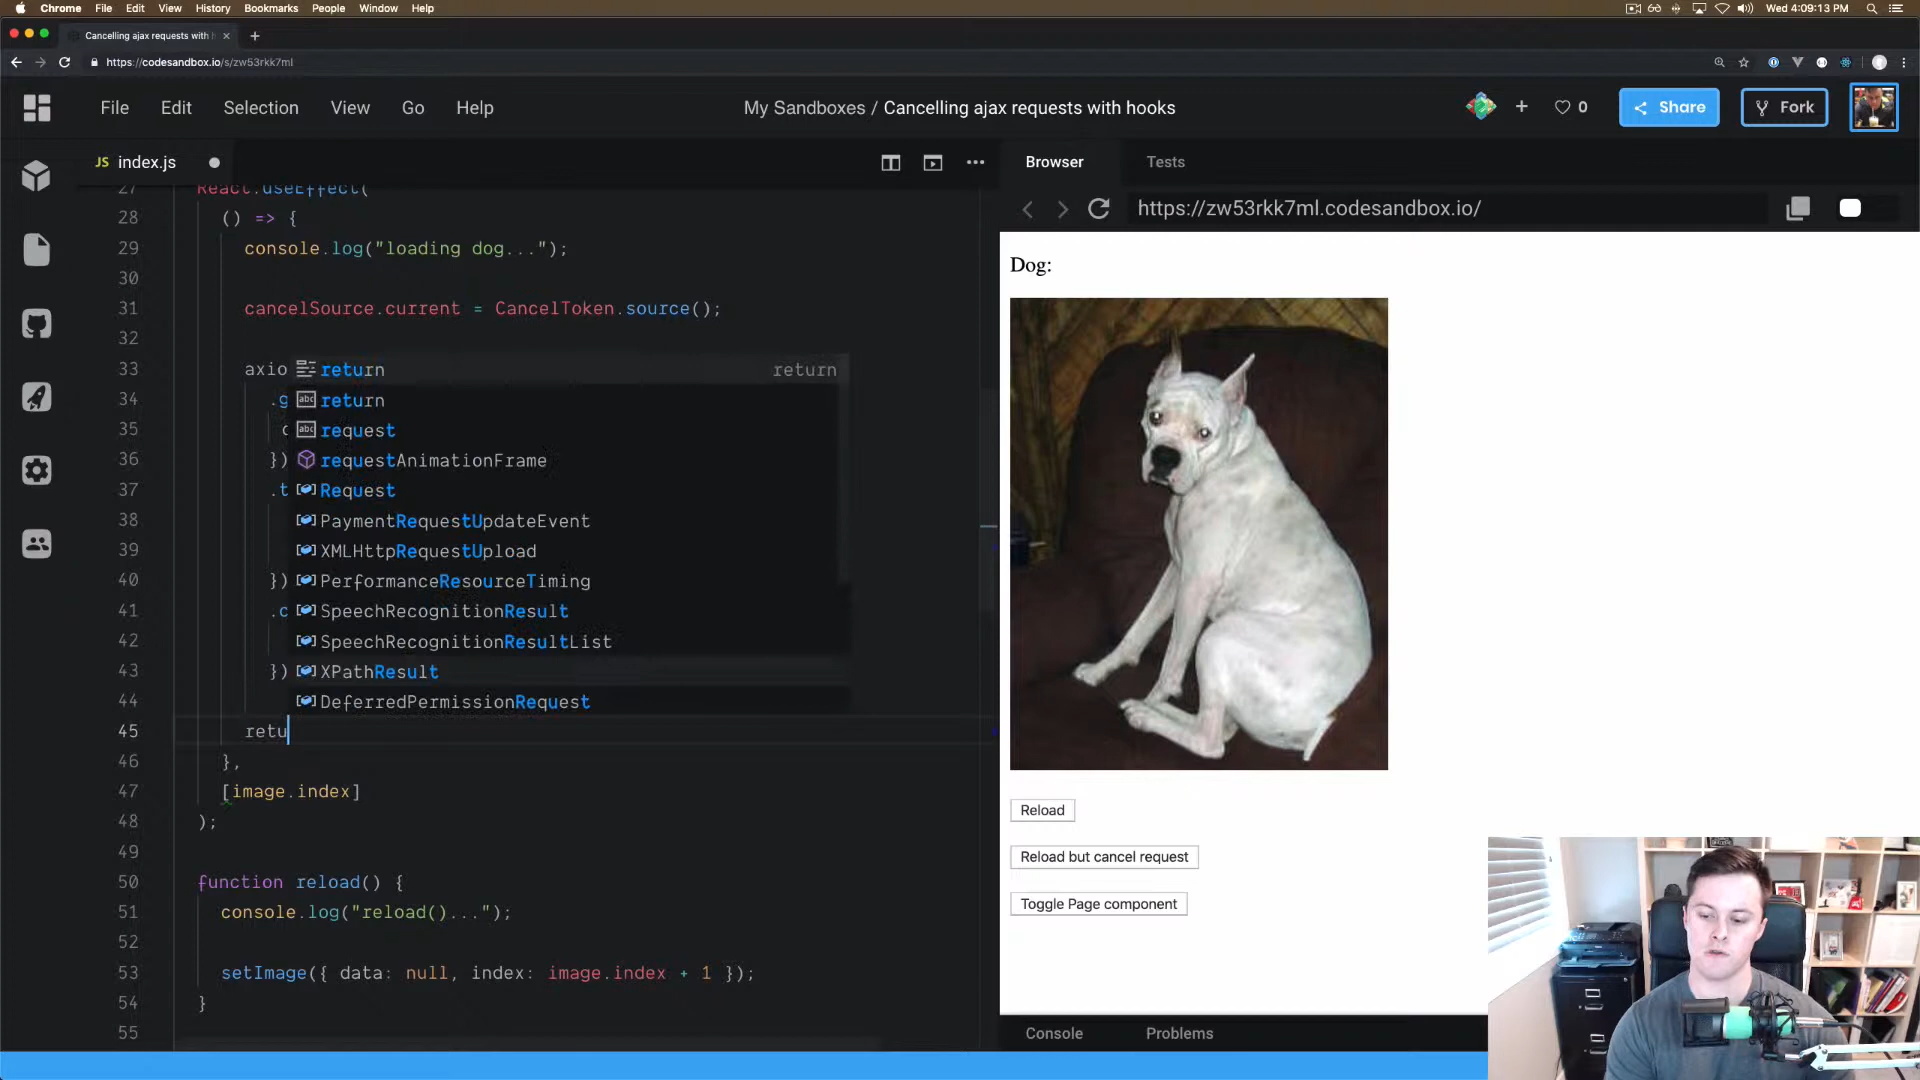 Chrome File Edit View History Bookmarks People Window Help
Wed 4:09:13 PM
Cancelling ajax requests with h
https://codesandbox.io/s/zw53rkk7ml
File Edit Selection View Go Help
My Sandboxes / Cancelling ajax requests with hooks
0
Share
Fork
JS index.js
Browser Tests
https://zw53rkk7ml.codesandbox.io/
27 React.useEffect(
28 () => {
29 console.log("loading dog...");
30
31 cancelSource.current = CancelToken.source();
32
33 axio
return return
34 .g
return
35 c
request
36 })
requestAnimationFrame
37 .t
Request
38
PaymentRequestUpdateEvent
39
XMLHttpRequestUpload
40 })
PerformanceResourceTiming
41 .c
SpeechRecognitionResult
42
SpeechRecognitionResultList
43 })
XPathResult
44
DeferredPermissionRequest
45 retu
46 },
47 [image.index]
48 );
49
50 function reload() {
51 console.log("reload()...");
52
53 setImage({ data: null, index: image.index + 1 });
54 }
55
Dog:
Reload
Reload but cancel request
Toggle Page component
Console Problems